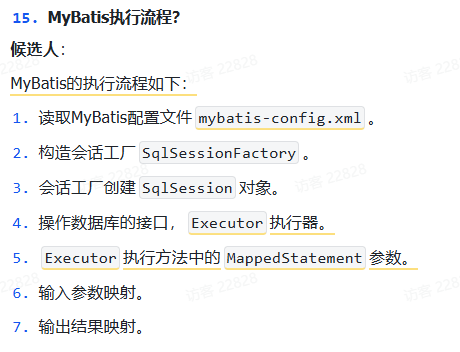 15. MyBatis执行流程?
候选人：
MyBatis的执行流程如下：
1. 读取MyBatis配置文件 mybatis-config.xml 。
2. 构造会话工厂 SqlSessionFactory 。
3. 会话工厂创建 SqlSession 对象。
4. 操作数据库的接口， Executor 执行器。
5. Executor 执行方法中的 MappedStatement 参数。
6. 输入参数映射。
7. 输出结果映射。
访客 22828
访客 22828
访客 22828
访客 22828
访客 22828